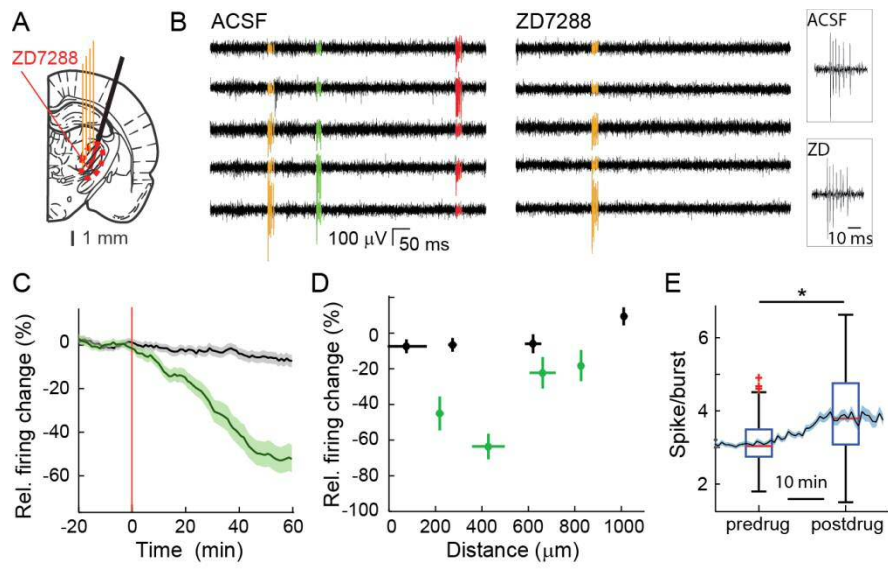 A
ZD7288
1 mm
B
ACSF
ZD7288
100 µV
50 ms
ACSF
ZD
10 ms
C
Rel. firing change (%)
0
-20
-40
-60
-20 0 20 40 60
Time (min)
D
Rel. firing change (%)
0
-20
-40
-60
-80
-100
0 200 400 600 800 1000
Distance (µm)
E
*
Spike/burst
6
4
2
10 min
predrug postdrug